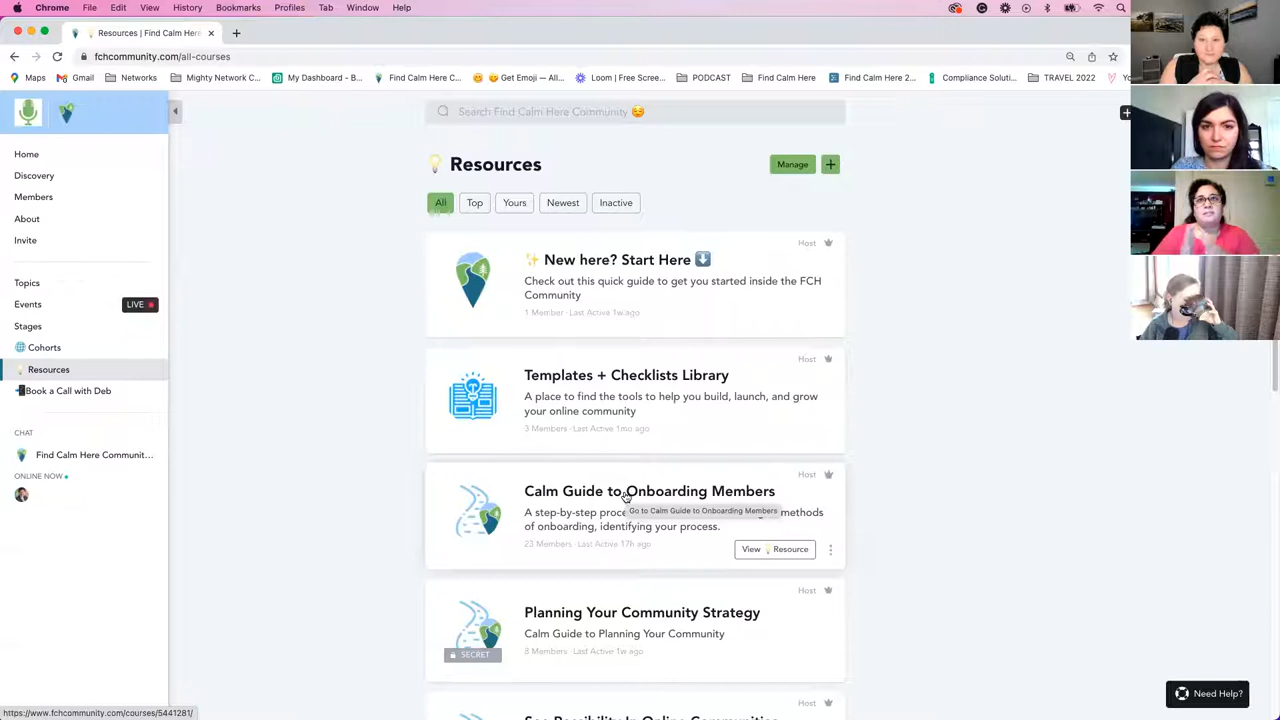 Chrome File Edit View History Bookmarks Profiles Tab Window Help
Resources | Find Calm Here
fchcommunity.com/all-courses
Maps Gmail Networks Mighty Network C... My Dashboard - B... Find Calm Here C... Get Emoji — All... Loom | Free Scree... PODCAST Find Calm Here Find Calm Here 2... Compliance Soluti... TRAVEL 2022
Search Find Calm Here Community 😌
Home
Discovery
Members
About
Invite
Topics
Events LIVE
Stages
🌐 Cohorts
💡 Resources
📲Book a Call with Deb
CHAT
Find Calm Here Communit...
ONLINE NOW
💡 Resources
Manage +
All Top Yours Newest Inactive
Host
✨ New here? Start Here ⬇️
Check out this quick guide to get you started inside the FCH
Community
1 Member · Last Active 1w ago
Host
Templates + Checklists Library
A place to find the tools to help you build, launch, and grow
your online community
3 Members · Last Active 1mo ago
Host
Calm Guide to Onboarding Members
A step-by-step methods
Go to Calm Guide to Onboarding Members
of onboarding, identifying your process.
23 Members · Last Active 17h ago
View 💡 Resource
Host
Planning Your Community Strategy
Calm Guide to Planning Your Community
8 Members · Last Active 1w ago
SECRET
Host
Need Help?
https://www.fchcommunity.com/courses/5441281/